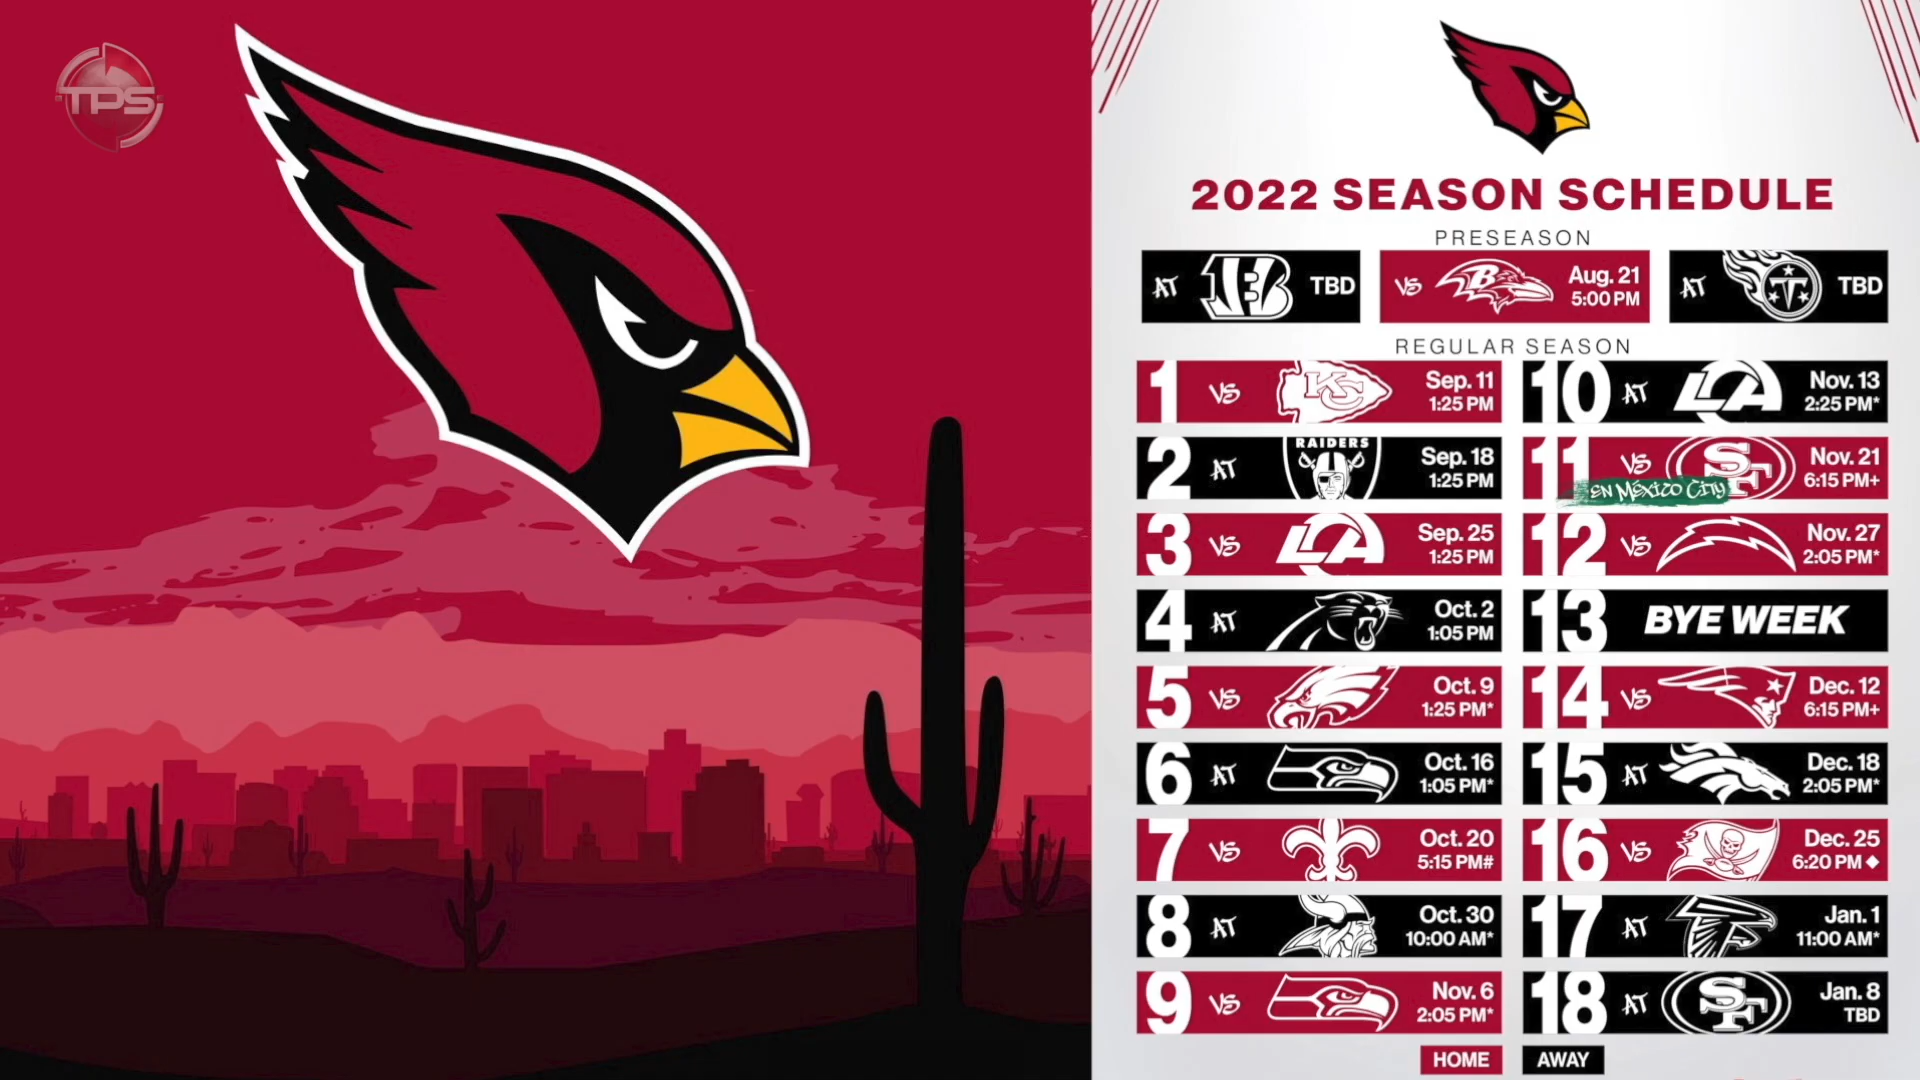 TPS
2022 SEASON SCHEDULE
PRESEASON
AT B TBD
VS B Aug. 21
5:00 PM
AT T TBD
REGULAR SEASON
1 VS KC Sep. 11
1:25 PM
2 AT RAIDERS Sep. 18
1:25 PM
3 VS LA Sep. 25
1:25 PM
4 AT Oct. 2
1:05 PM
5 VS Oct. 9
1:25 PM*
6 AT Oct. 16
1:05 PM*
7 VS Oct. 20
5:15 PM#
8 AT Oct. 30
10:00 AM*
9 VS Nov. 6
2:05 PM*
10 AT LA Nov. 13
2:25 PM*
11 VS SF Nov. 21
6:15 PM+
EN MÉXICO CITY
12 VS Nov. 27
2:05 PM*
13 BYE WEEK
14 VS Dec. 12
6:15 PM+
15 AT Dec. 18
2:05 PM*
16 VS Dec. 25
6:20 PM ◆
17 AT Jan. 1
11:00 AM*
18 AT SF Jan. 8
TBD
HOME AWAY